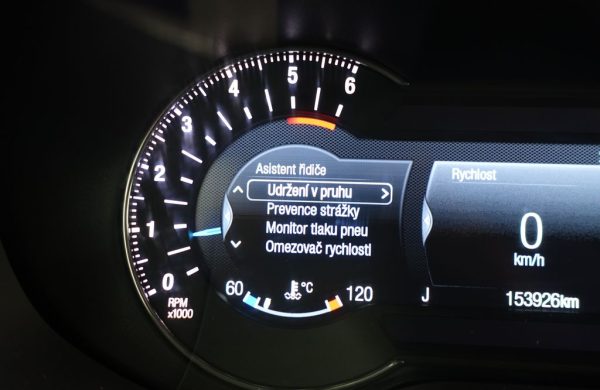 6
5
4
3
2
1
0
RPM
x1000
Asistent řidiče
Udržení v pruhu
Prevence strážky
Monitor tlaku pneu
Omezovač rychlosti
60 °C 120
Rychlost
0
km/h
J 153926km